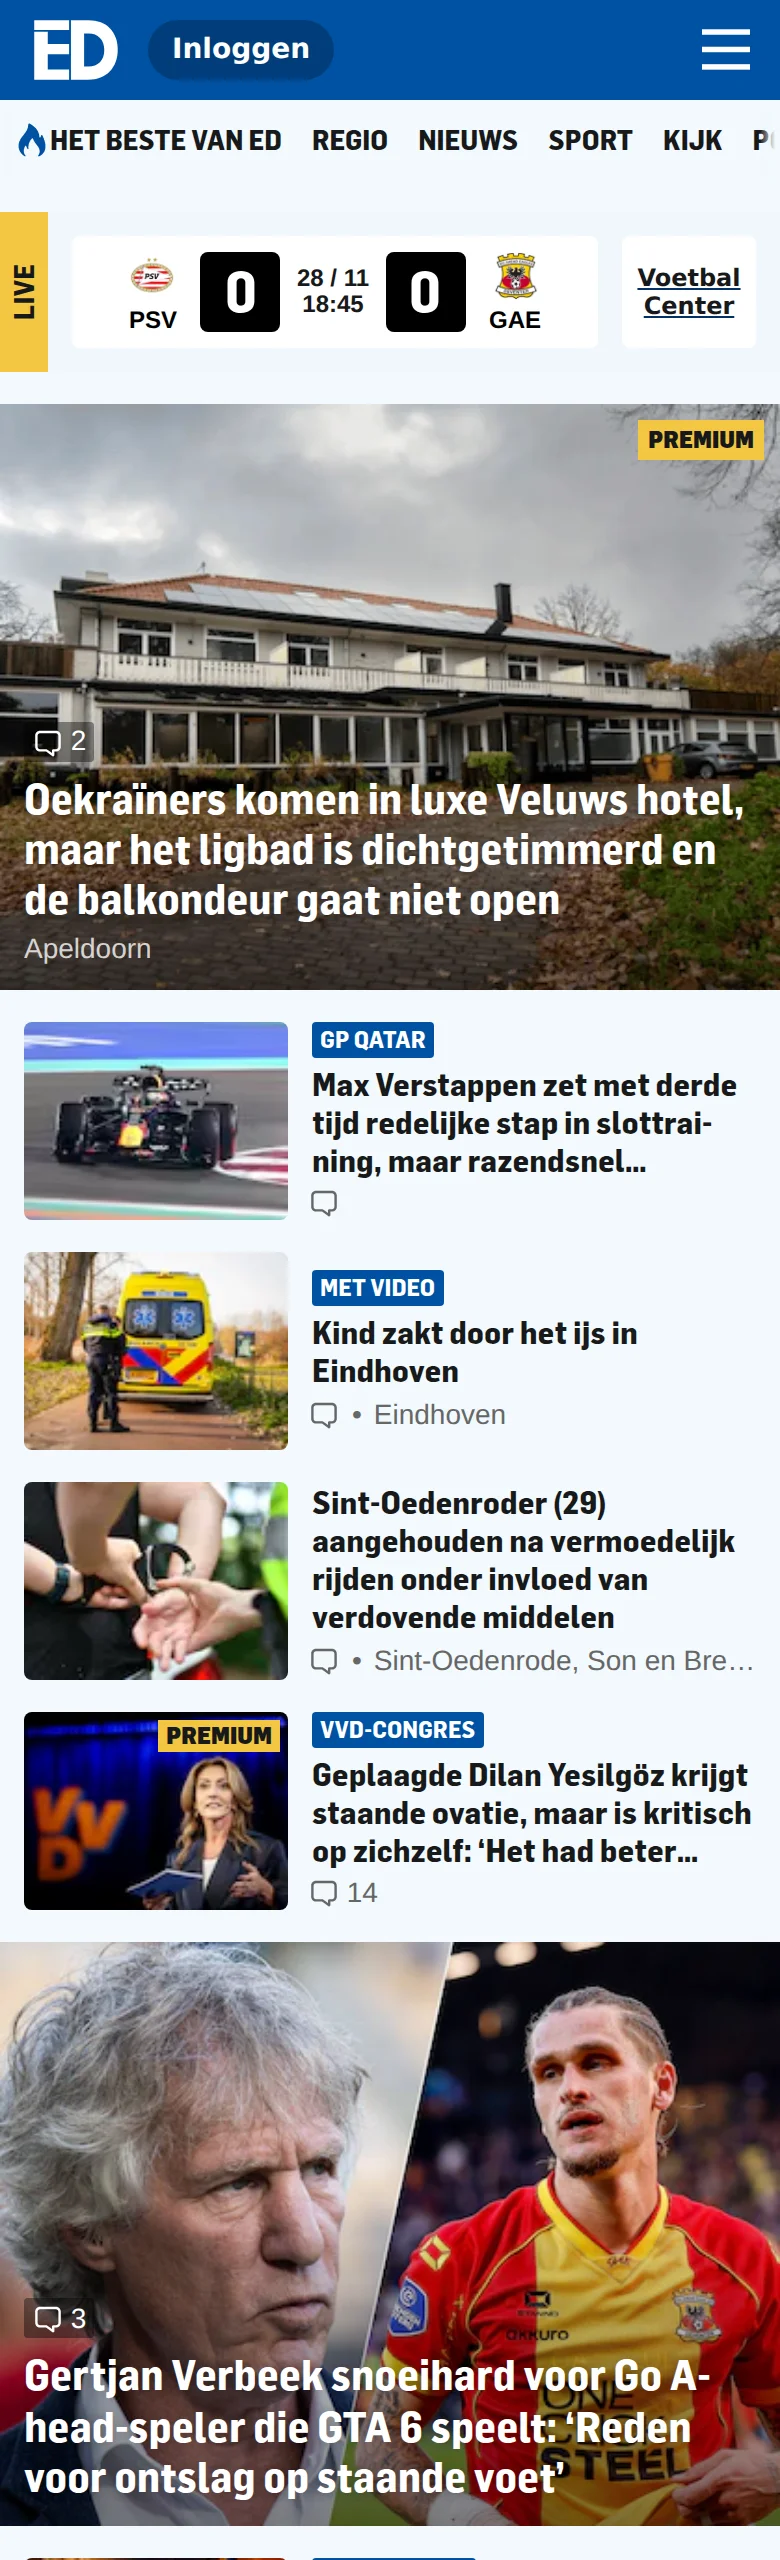 ED
Inloggen
HET BESTE VAN ED REGIO NIEUWS SPORT KIJK
LIVE
PSV
PSV
0
28 / 11
18:45
0
GAE
Voetbal
Center
PREMIUM
2
Oekraïners komen in luxe Veluws hotel,
maar het ligbad is dichtgetimmerd en
de balkondeur gaat niet open
Apeldoorn
GP QATAR
Max Verstappen zet met derde
tijd redelijke stap in slottrai-
ning, maar razendsnel...
MET VIDEO
Kind zakt door het ijs in
Eindhoven
• Eindhoven
Sint-Oedenroder (29)
aangehouden na vermoedelijk
rijden onder invloed van
verdovende middelen
• Sint-Oedenrode, Son en Bre...
PREMIUM
VVD
VVD-CONGRES
Geplaagde Dilan Yesilgöz krijgt
staande ovatie, maar is kritisch
op zichzelf: ‘Het had beter...
14
akkuro
3
Gertjan Verbeek snoeihard voor Go A-
head-speler die GTA 6 speelt: ‘Reden
voor ontslag op staande voet’
ONE
STEEL